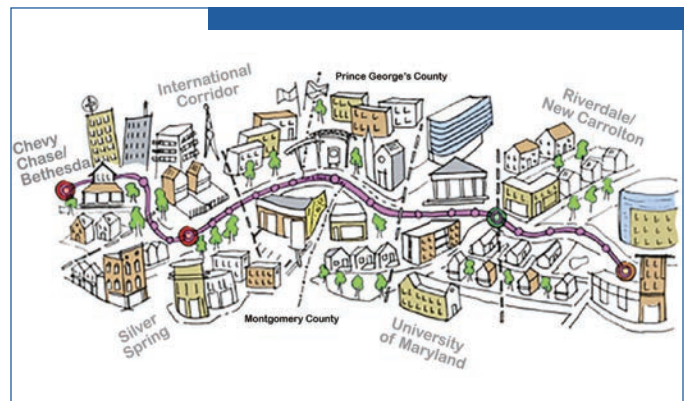 International
Corridor
Prince George's County
Riverdale/
New Carrolton
Chevy
Chase/
Bethesda
Silver
Spring
Montgomery County
University
of Maryland